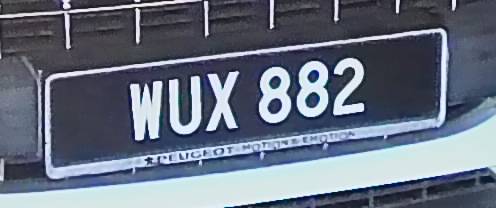 WUX 882
PEUGEOT MOTION & EMOTION